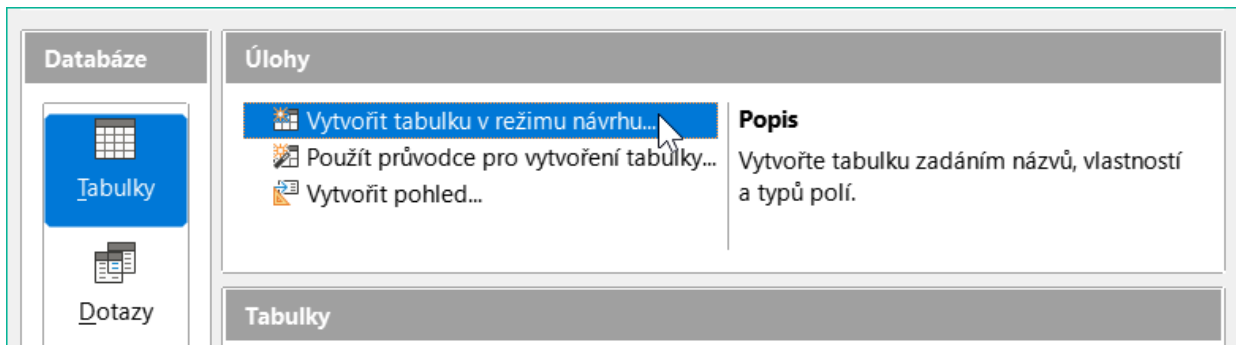 Databáze
Tabulky
Dotazy
Úlohy
Vytvořit tabulku v režimu návrhu...
Použít průvodce pro vytvoření tabulky...
Vytvořit pohled...
Popis
Vytvořte tabulku zadáním názvů, vlastností
a typů polí.
Tabulky